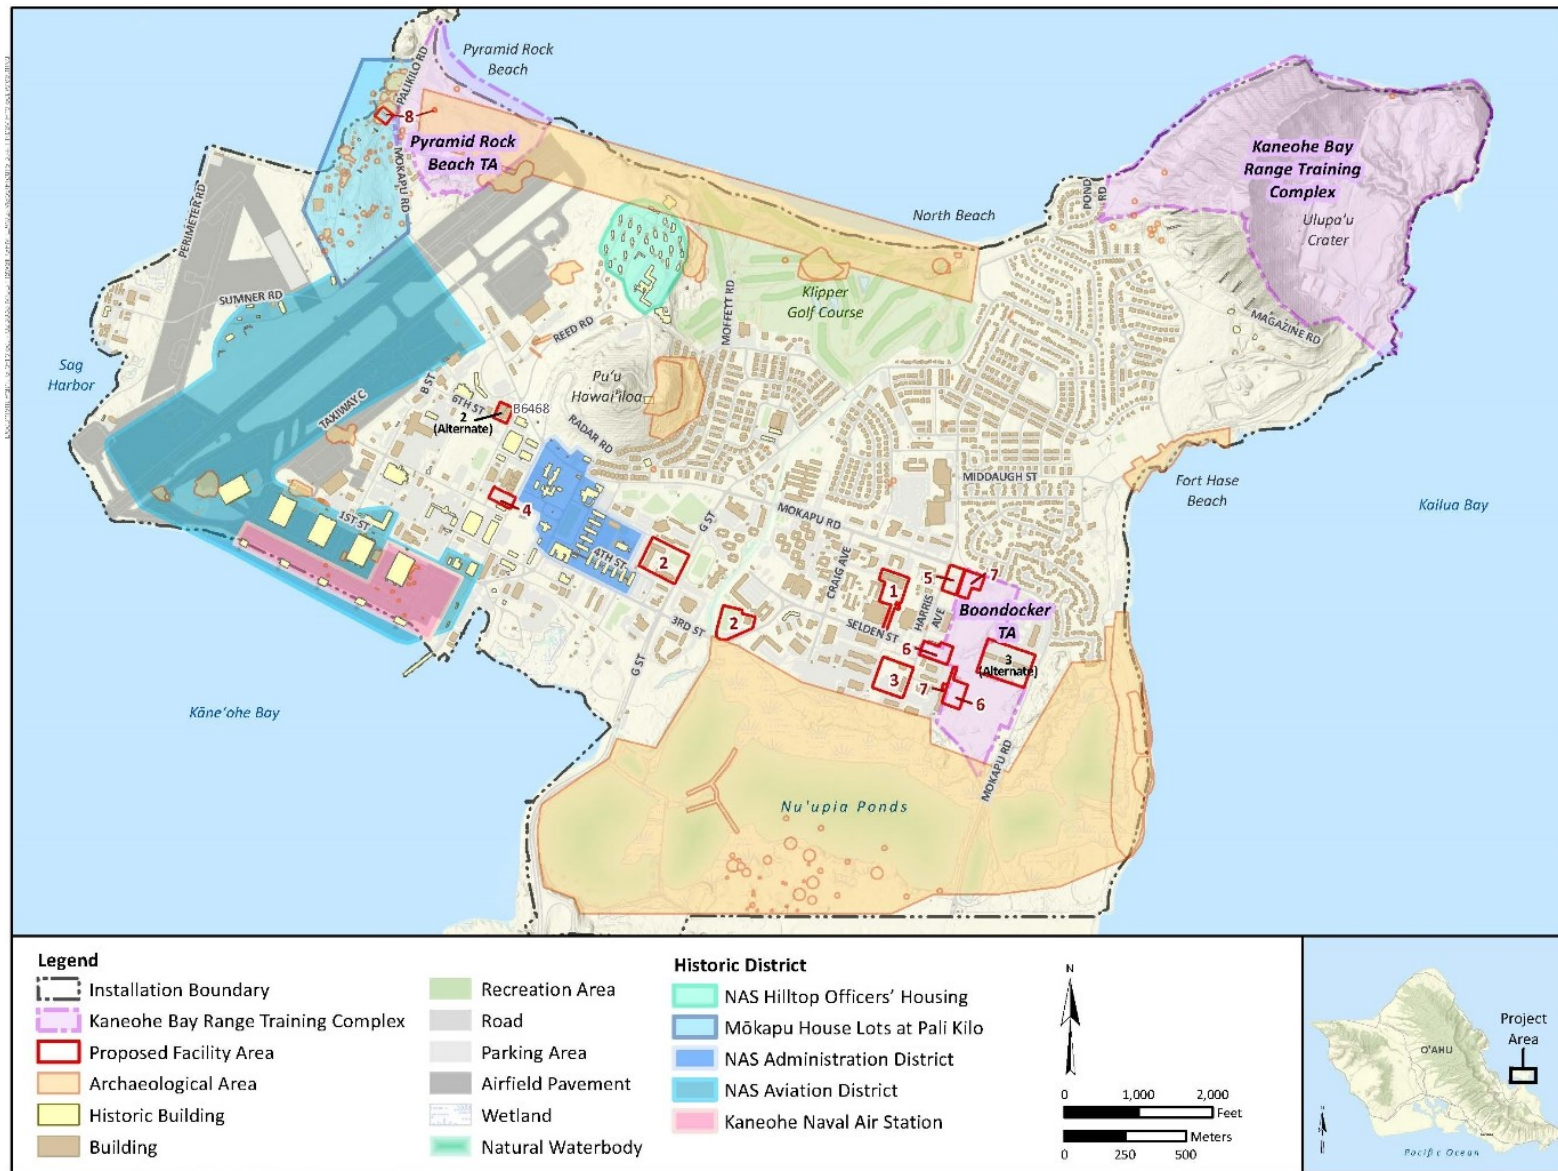 Pyramid Rock
Beach
PALIKILO RD
8
Pyramid Rock
Beach TA
MOKAPU RD
PERIMETER RD
Kaneohe Bay
Range Training
Complex
Ulupa‘u
Crater
POND
RD
North Beach
SUMNER RD
Klipper
Golf Course
MOFFETT RD
MAGAZINE RD
REED RD
Sag
Harbor
Pu‘u
Hawai‘iloa
B ST
6TH ST
B6468
2
(Alternate)
TAXIWAY C
RADAR RD
MIDDAUGH ST
Fort Hase
Beach
Kailua Bay
4
1ST ST
G ST
MOKAPU RD
4TH ST
2
CRAIG AVE
5
7
1
HARRIS
AVE
Boondocker
TA
2
3RD ST
SELDEN ST
6
3
(Alternate)
G ST
3
7
6
Kāne‘ohe Bay
MOKAPU RD
Nu‘upia Ponds
Legend
Installation Boundary
Kaneohe Bay Range Training Complex
Proposed Facility Area
Archaeological Area
Historic Building
Building
Recreation Area
Road
Parking Area
Airfield Pavement
Wetland
Natural Waterbody
Historic District
NAS Hilltop Officers’ Housing
Mōkapu House Lots at Pali Kilo
NAS Administration District
NAS Aviation District
Kaneohe Naval Air Station
N
0 1,000 2,000
Feet
Meters
0 250 500
Project
Area
O‘AHU
Pacific Ocean